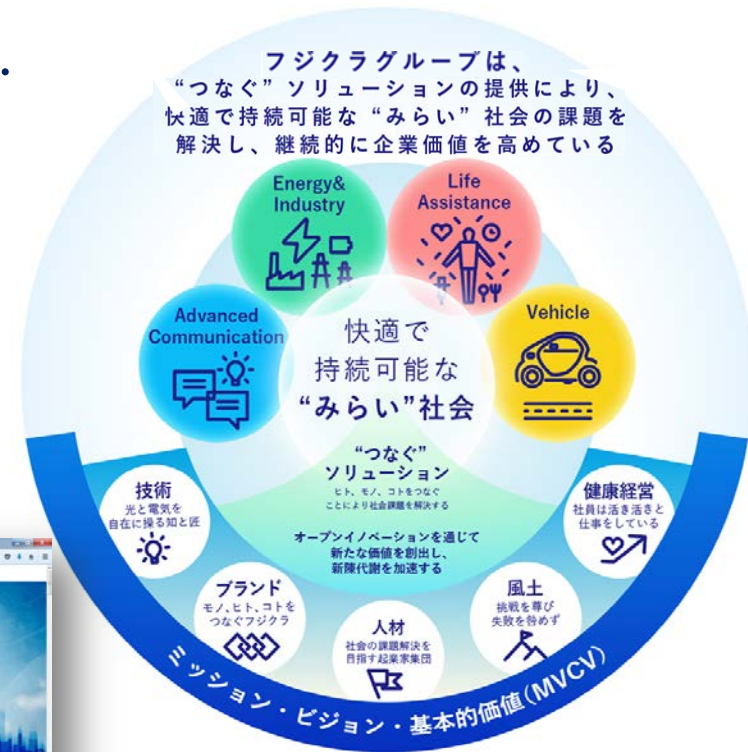 フジクラグループは、
“つなぐ” ソリューションの提供により、
快適で持続可能な “みらい” 社会の課題を
解決し、継続的に企業価値を高めている
Energy&
Industry
Life
Assistance
Advanced
Communication
Vehicle
快適で
持続可能な
“みらい”社会
“つなぐ”
ソリューション
ヒト、モノ、コトをつなぐ
ことにより社会課題を解決する
オープンイノベーションを通じて
新たな価値を創出し、
新陳代謝を加速する
技術
光と電気を
自在に操る知と匠
ブランド
モノ、ヒト、コトを
つなぐフジクラ
人材
社会の課題解決を
目指す起業家集団
風土
挑戦を尊び
失敗を咎めず
健康経営
社員は活き活きと
仕事をしている
ミッション・ビジョン・基本的価値(MVCV)